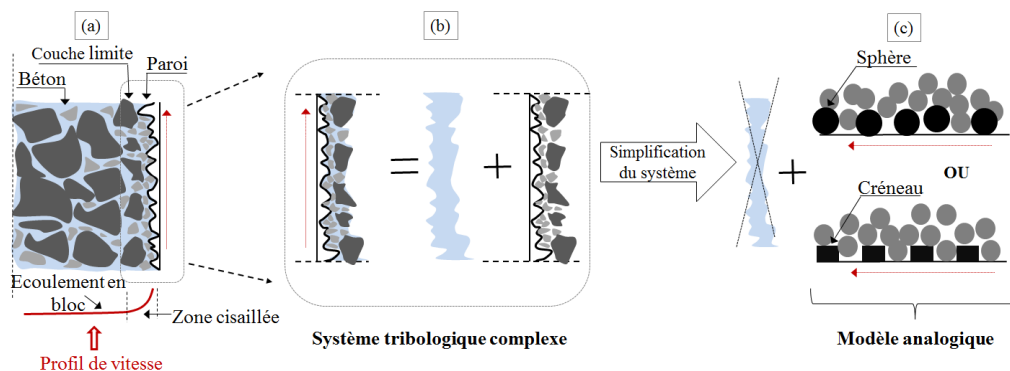 (a)
Couche limite
Béton
Paroi
Ecoulement en
bloc
Zone cisaillée
Profil de vitesse
(b)
Système tribologique complexe
Simplification
du système
(c)
Sphère
OU
Créneau
Modèle analogique